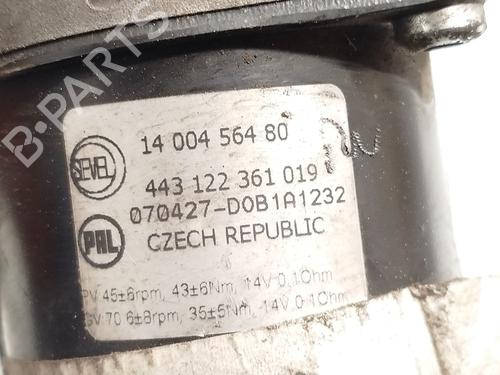 B-PARTS
SEVEL
14 004 564 80
443 122 361 019
PAL
070427-D0B1A1232
CZECH REPUBLIC
PV 45±6rpm, 43±6Nm, 14V 0,1Ohm
GV 70 6±8rpm, 35±5Nm, 14V 0,1Ohm